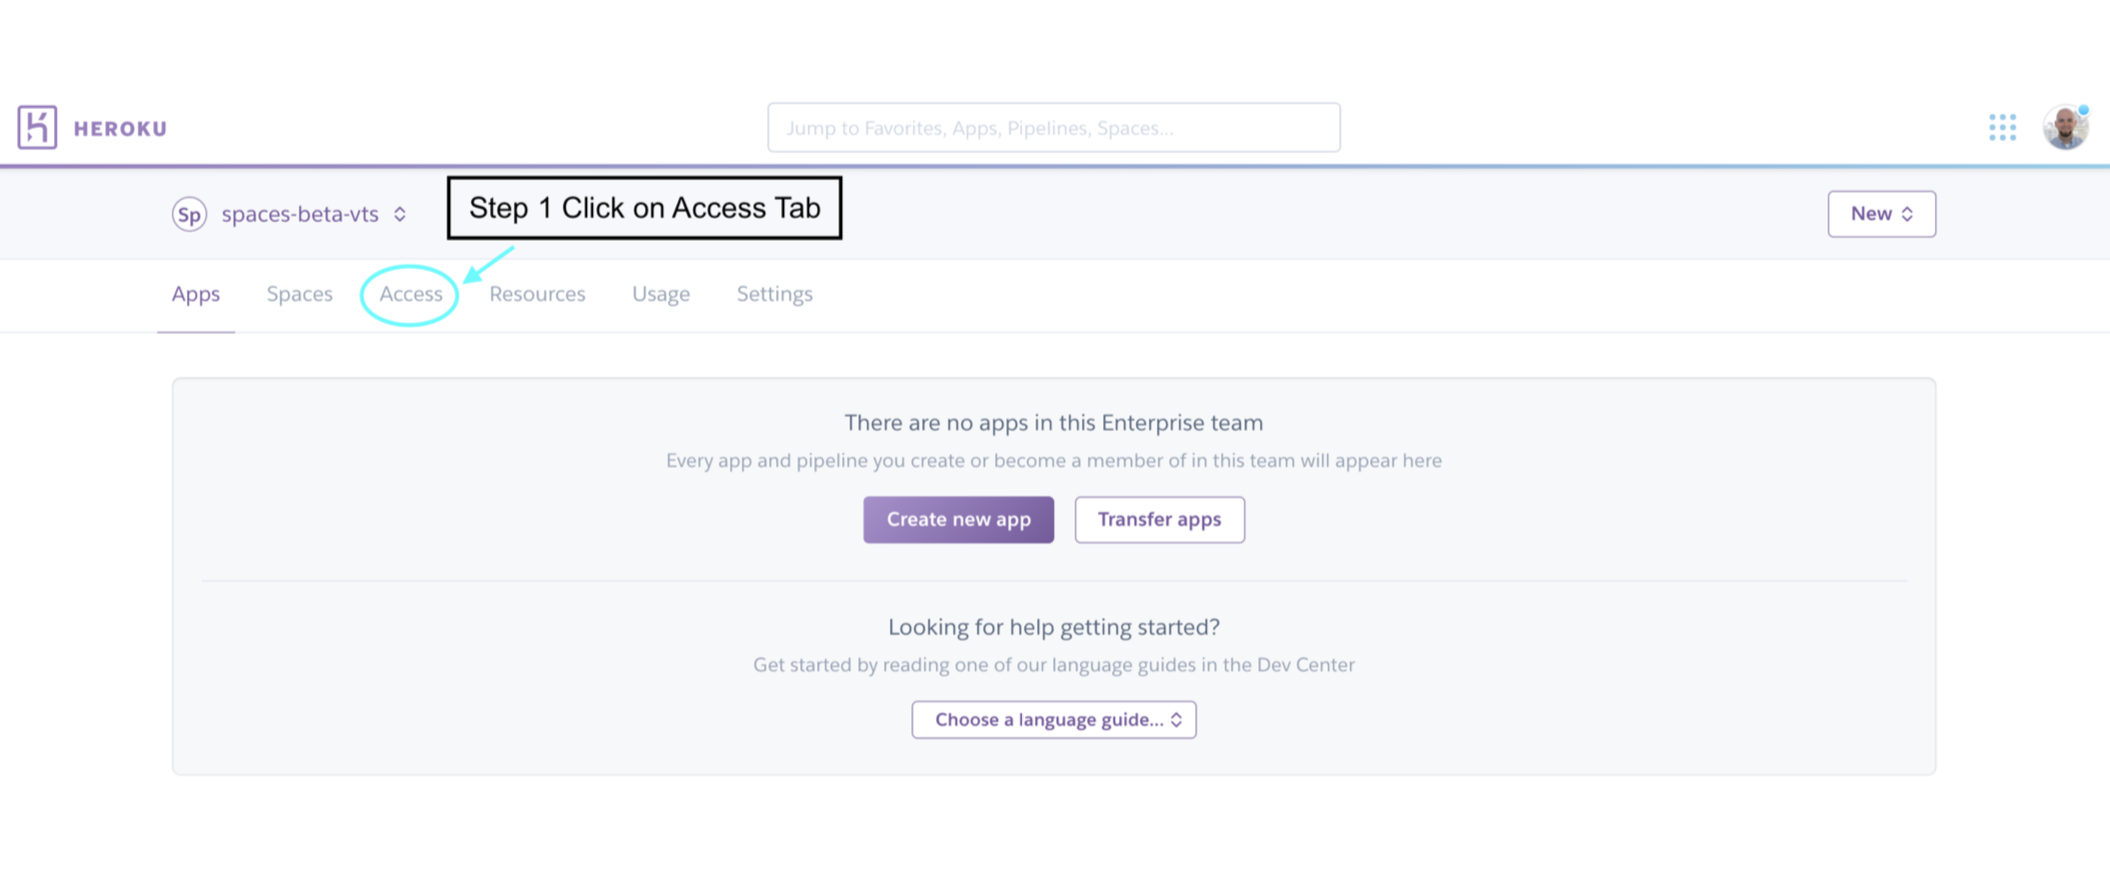 HEROKU
Jump to Favorites, Apps, Pipelines, Spaces...
Sp spaces-beta-vts
Step 1 Click on Access Tab
New
Apps Spaces Access Resources Usage Settings
There are no apps in this Enterprise team
Every app and pipeline you create or become a member of in this team will appear here
Create new app Transfer apps
Looking for help getting started?
Get started by reading one of our language guides in the Dev Center
Choose a language guide...